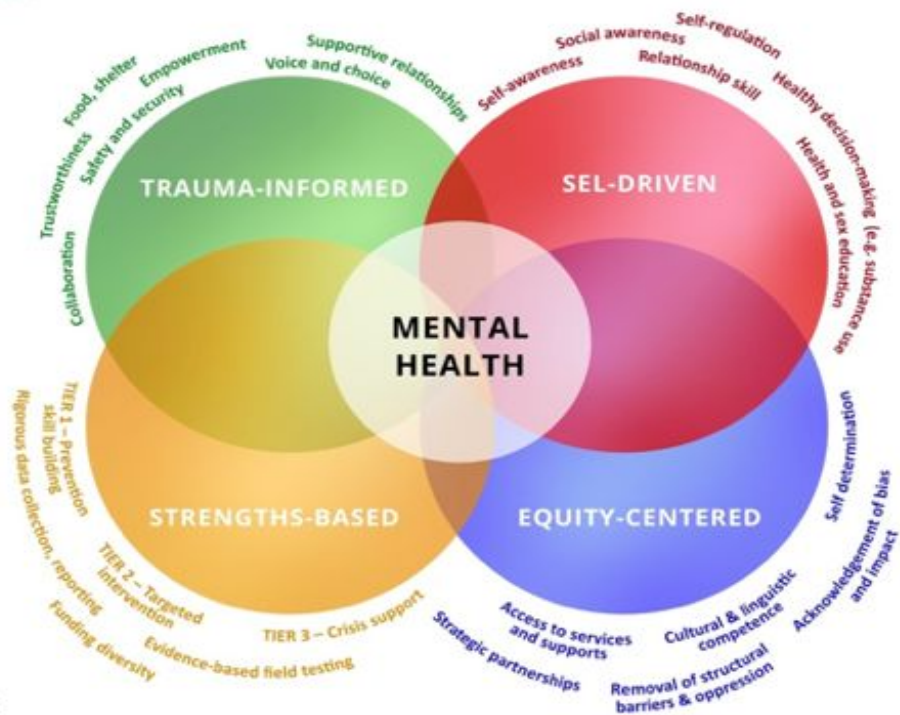 Food, shelter
Empowerment
Supportive relationships
Voice and choice
Safety and security
Trustworthiness
Collaboration
TRAUMA-INFORMED
Self-regulation
Social awareness
Relationship skill
Self-awareness
Healthy decision-making (e.g. substance use
Health and sex education
SEL-DRIVEN
MENTAL
HEALTH
TIER 1 – Prevention
skill building
Rigorous data collection, reporting
TIER 2 – Targeted
intervention
Funding diversity
TIER 3 – Crisis support
Evidence-based field testing
STRENGTHS-BASED
EQUITY-CENTERED
Self determination
Acknowledgement of bias
and impact
Cultural & linguistic
competence
Access to services
and supports
Removal of structural
barriers & oppression
Strategic partnerships